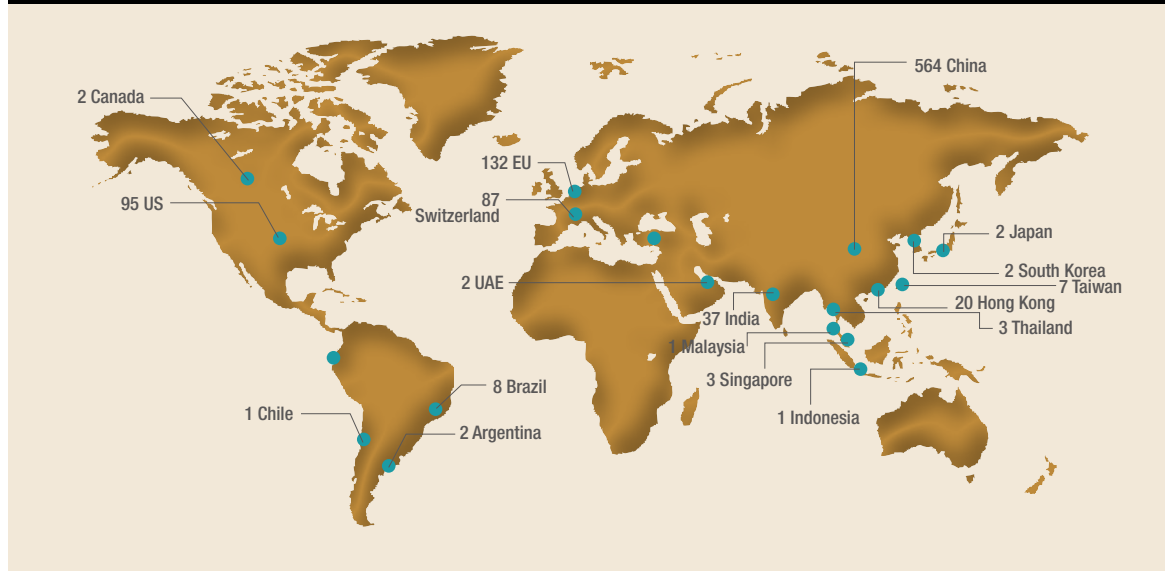 564 China
2 Canada
132 EU
95 US
87
Switzerland
2 Japan
2 South Korea
2 UAE
7 Taiwan
20 Hong Kong
37 India
3 Thailand
1 Malaysia
3 Singapore
8 Brazil
1 Chile
1 Indonesia
2 Argentina